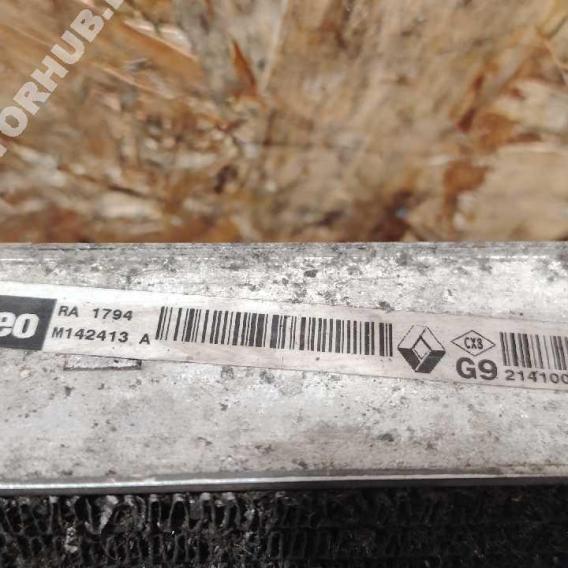 TORHUB.
eo
RA 1794
M142413 A
CXS
G9 214100